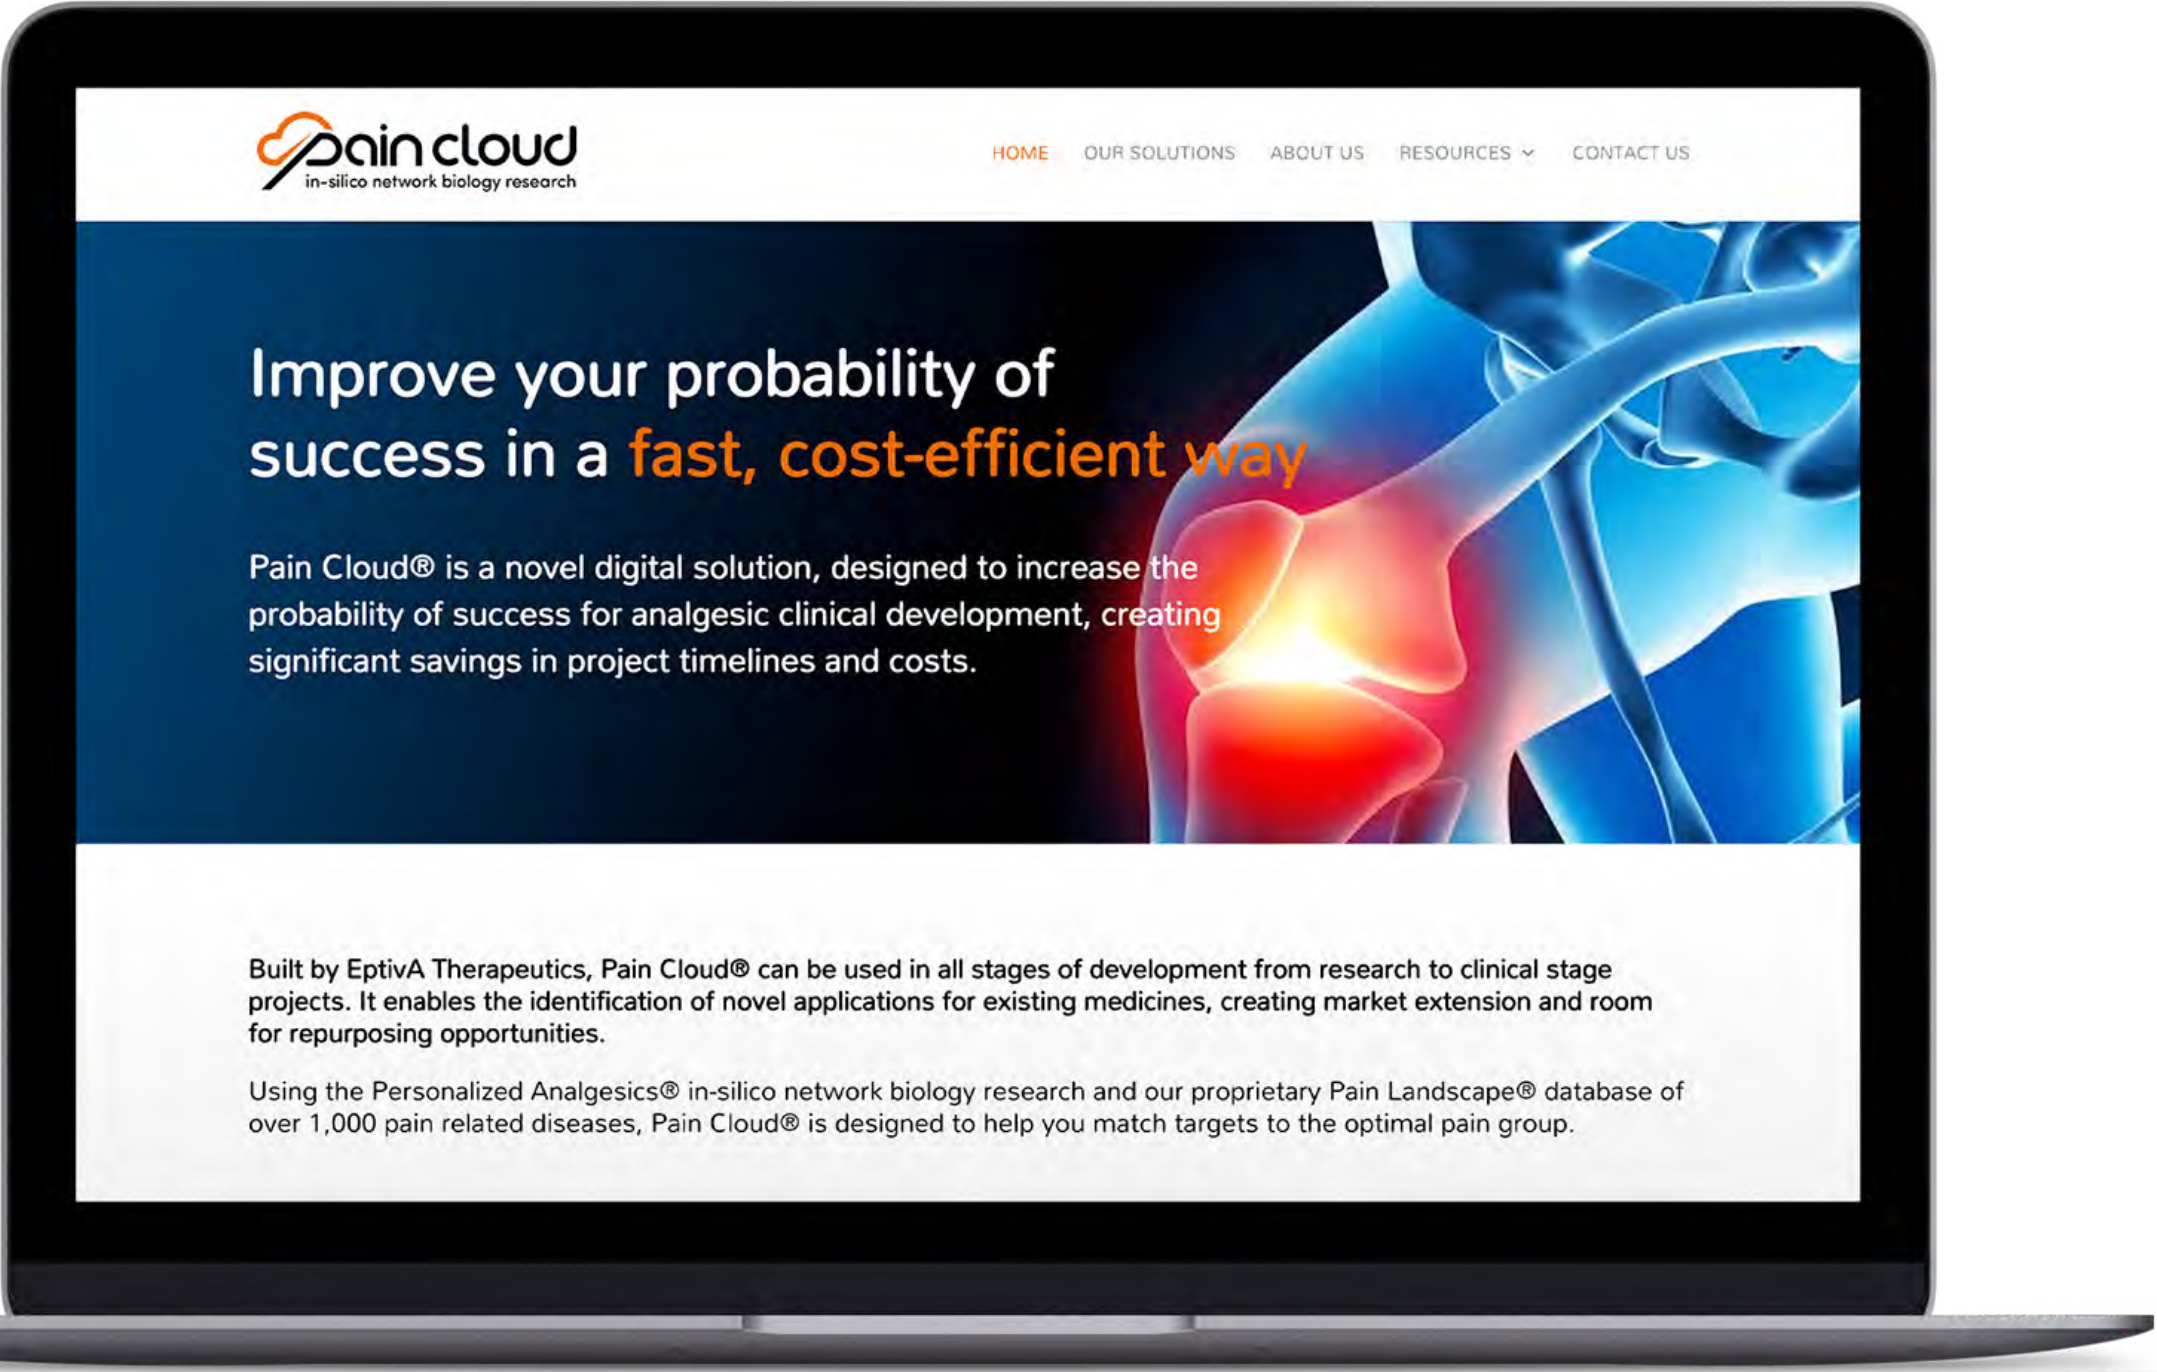 pain cloud
in-silico network biology research
HOME OUR SOLUTIONS ABOUT US RESOURCES CONTACT US
Improve your probability of
success in a fast, cost-efficient way
Pain Cloud® is a novel digital solution, designed to increase the
probability of success for analgesic clinical development, creating
significant savings in project timelines and costs.
Built by EptivA Therapeutics, Pain Cloud® can be used in all stages of development from research to clinical stage
projects. It enables the identification of novel applications for existing medicines, creating market extension and room
for repurposing opportunities.
Using the Personalized Analgesics® in-silico network biology research and our proprietary Pain Landscape® database of
over 1,000 pain related diseases, Pain Cloud® is designed to help you match targets to the optimal pain group.